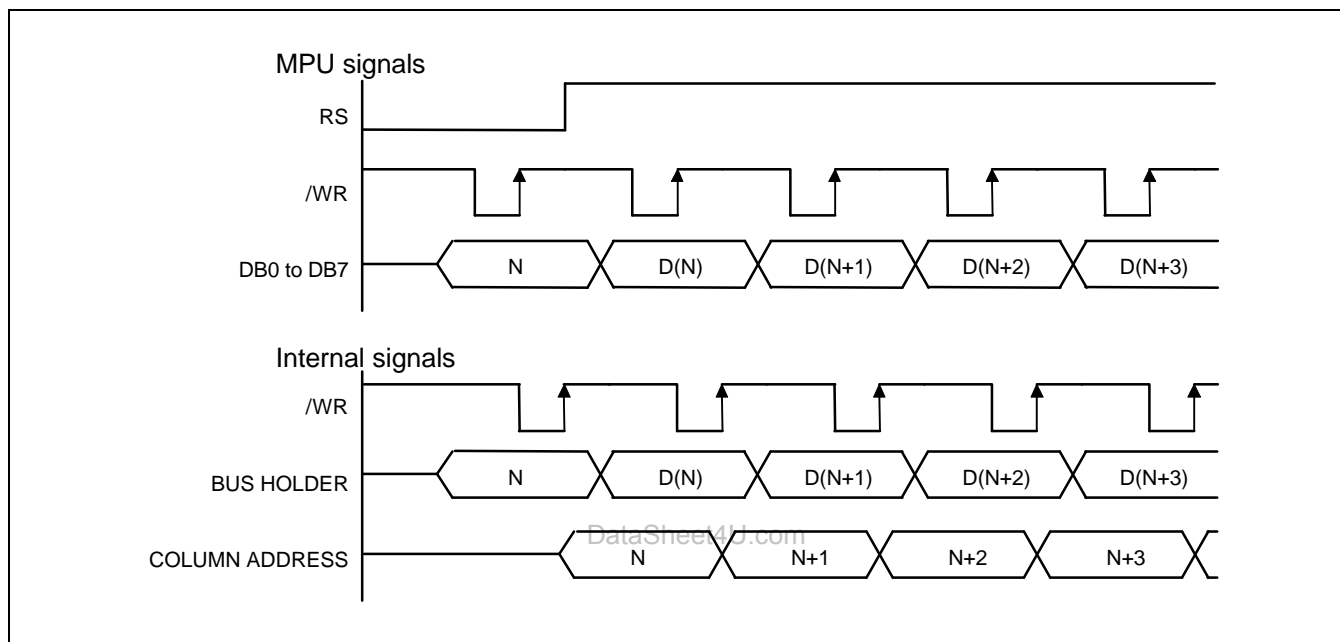 MPU signals
RS
/WR
DB0 to DB7 N D(N) D(N+1) D(N+2) D(N+3)
Internal signals
/WR
BUS HOLDER N D(N) D(N+1) D(N+2) D(N+3)
DataSheet4U.com
COLUMN ADDRESS N N+1 N+2 N+3